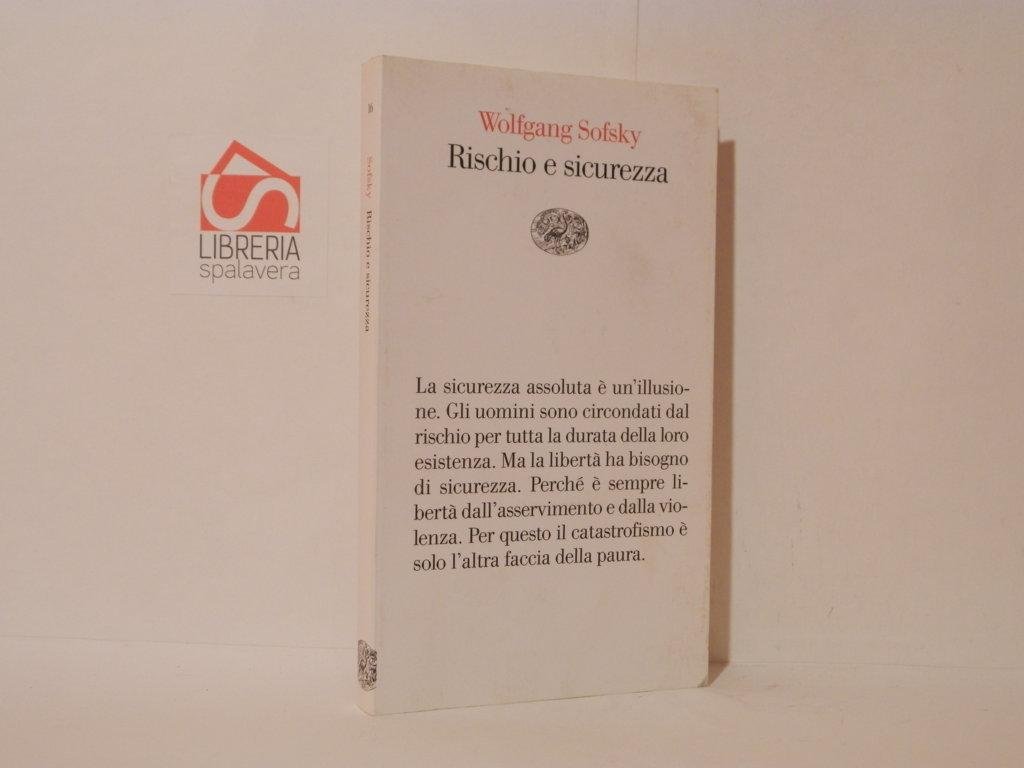 LIBRERIA
spalavera
16
Sofsky Rischio e sicurezza
Wolfgang Sofsky
Rischio e sicurezza
La sicurezza assoluta è un'illusio-
ne. Gli uomini sono circondati dal
rischio per tutta la durata della loro
esistenza. Ma la libertà ha bisogno
di sicurezza. Perché è sempre li-
bertà dall'asservimento e dalla vio-
lenza. Per questo il catastrofismo è
solo l'altra faccia della paura.